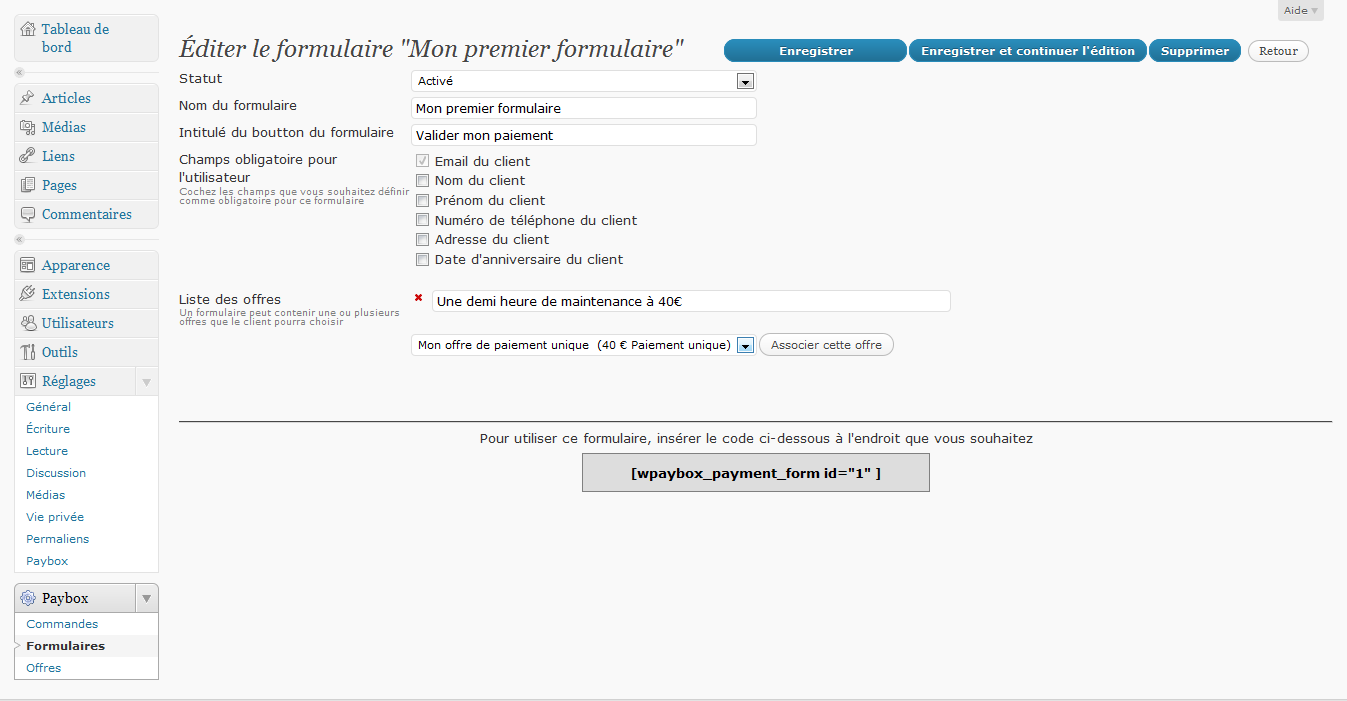 Aide
Tableau de
bord
Articles
Médias
Liens
Pages
Commentaires
Apparence
Extensions
Utilisateurs
Outils
Réglages
Général
Écriture
Lecture
Discussion
Médias
Vie privée
Permaliens
Paybox
Paybox
Commandes
Formulaires
Offres
Éditer le formulaire "Mon premier formulaire"
Enregistrer
Enregistrer et continuer l'édition
Supprimer
Retour
Statut
Activé
Nom du formulaire
Mon premier formulaire
Intitulé du boutton du formulaire
Valider mon paiement
Champs obligatoire pour
l'utilisateur
Cochez les champs que vous souhaitez définir
comme obligatoire pour ce formulaire
Email du client
Nom du client
Prénom du client
Numéro de téléphone du client
Adresse du client
Date d'anniversaire du client
Liste des offres
Un formulaire peut contenir une ou plusieurs
offres que le client pourra choisir
Une demi heure de maintenance à 40€
Mon offre de paiement unique (40 € Paiement unique)
Associer cette offre
Pour utiliser ce formulaire, insérer le code ci-dessous à l'endroit que vous souhaitez
[wpaybox_payment_form id="1" ]